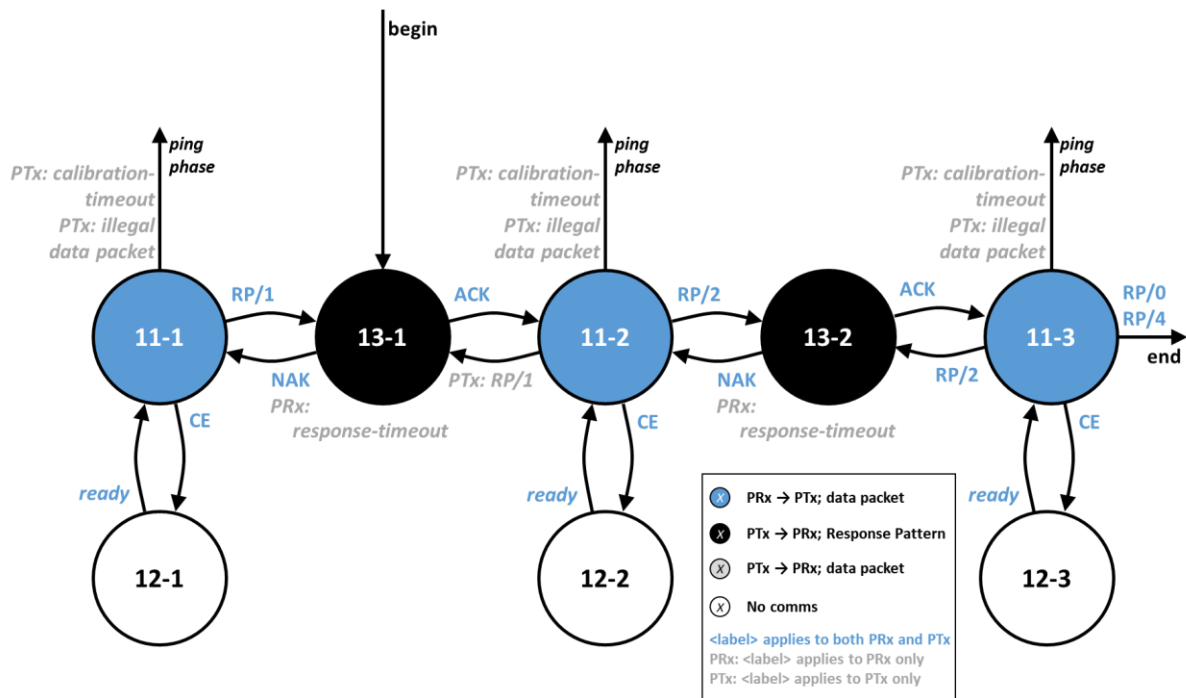 begin
ping
phase
PTx: calibration-
timeout
PTx: illegal
data packet
ping
phase
PTx: calibration-
timeout
PTx: illegal
data packet
ping
phase
PTx: calibration-
timeout
PTx: illegal
data packet
11-1
RP/1
NAK
PRx:
response-timeout
13-1
ACK
PTx: RP/1
11-2
RP/2
NAK
PRx:
response-timeout
13-2
ACK
RP/2
11-3
RP/0
RP/4
end
CE
ready
12-1
CE
ready
12-2
CE
ready
12-3
X PRx → PTx; data packet
X PTx → PRx; Response Pattern
X PTx → PRx; data packet
X No comms
<label> applies to both PRx and PTx
PRx: <label> applies to PRx only
PTx: <label> applies to PTx only